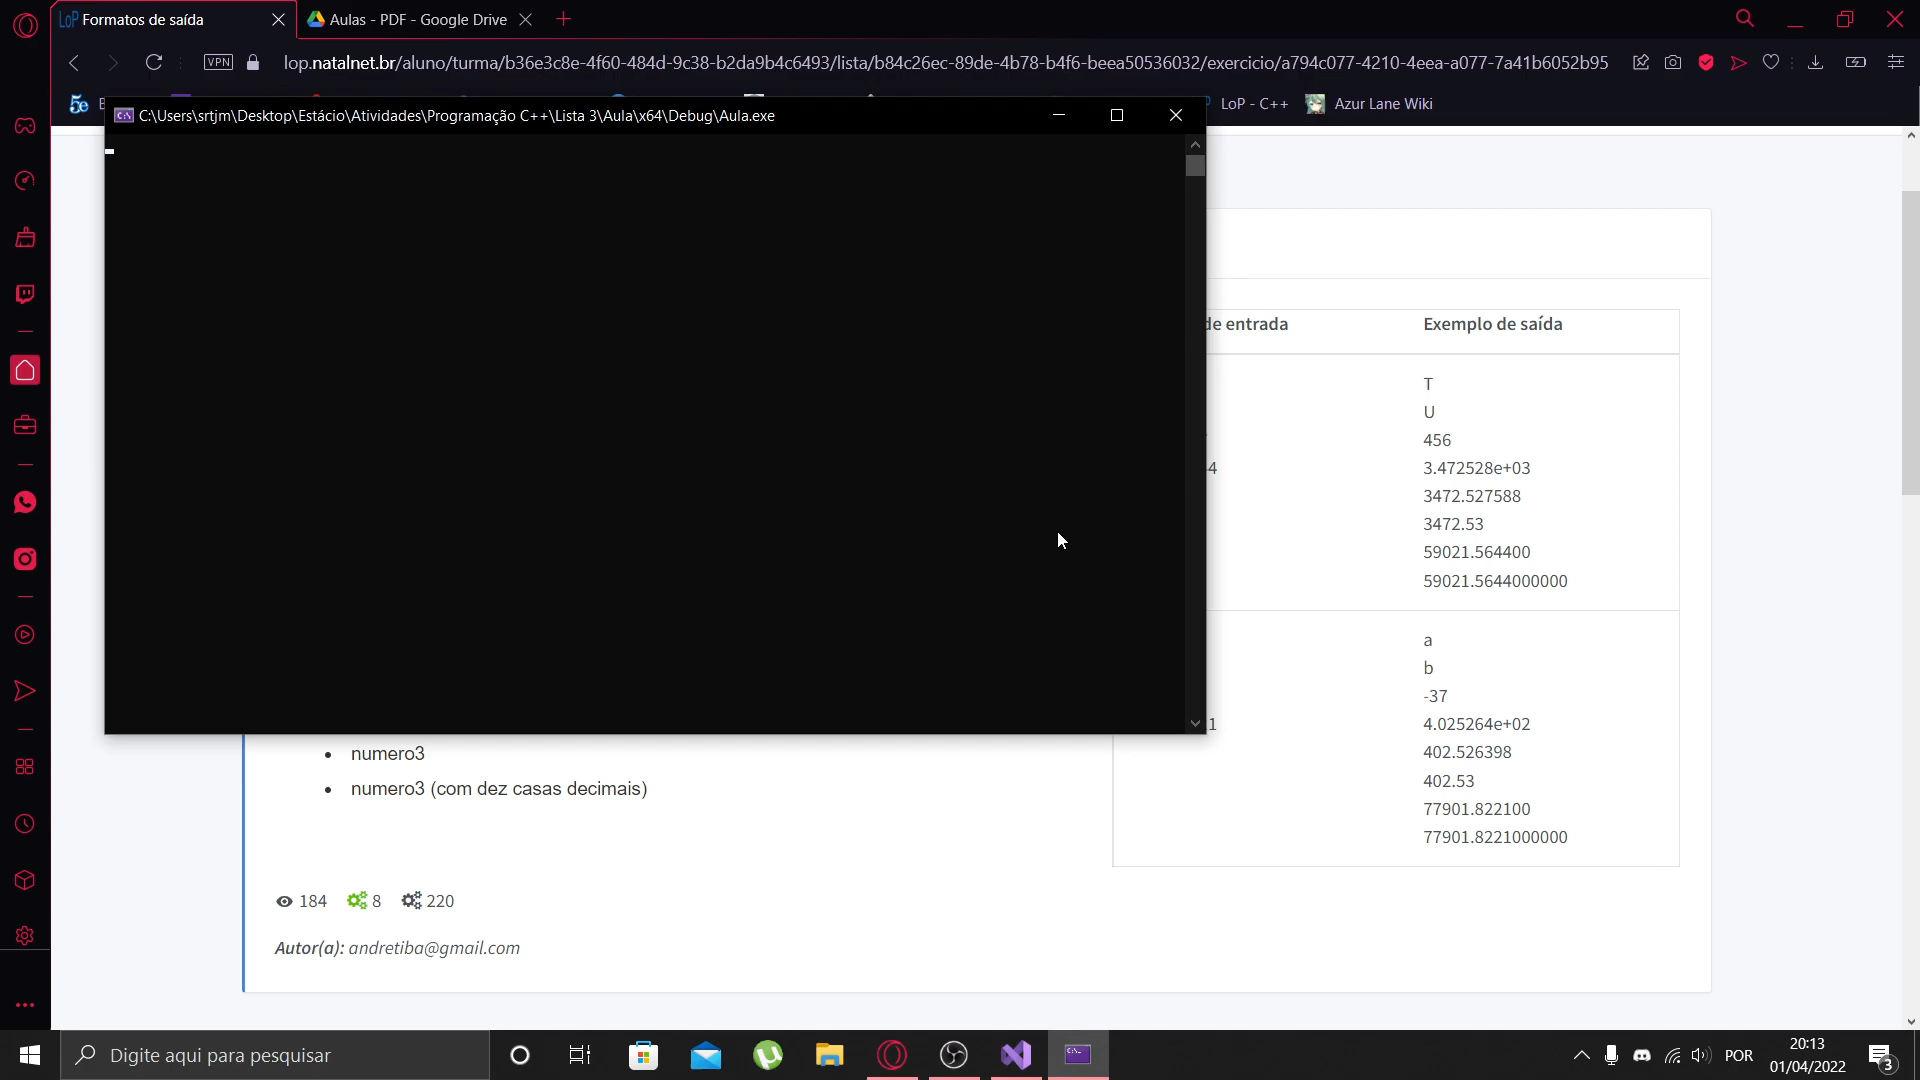 LoP Formatos de saída
Aulas - PDF - Google Drive
VPN
lop.natalnet.br/aluno/turma/b36e3c8e-4f60-484d-9c38-b2da9b4c6493/lista/b84c26ec-89de-4b78-b4f6-beea50536032/exercicio/a794c077-4210-4eea-a077-7a41b6052b95
LoP - C++
Azur Lane Wiki
C:\Users\srtjm\Desktop\Estácio\Atividades\Programação C++\Lista 3\Aula\x64\Debug\Aula.exe
de entrada
Exemplo de saída
T
U
456
4
3.472528e+03
3472.527588
3472.53
59021.564400
59021.5644000000
a
b
-37
1
4.025264e+02
402.526398
402.53
77901.822100
77901.8221000000
• numero3
• numero3 (com dez casas decimais)
184 8 220
Autor(a): andretiba@gmail.com
Digite aqui para pesquisar
POR
20:13
01/04/2022
3